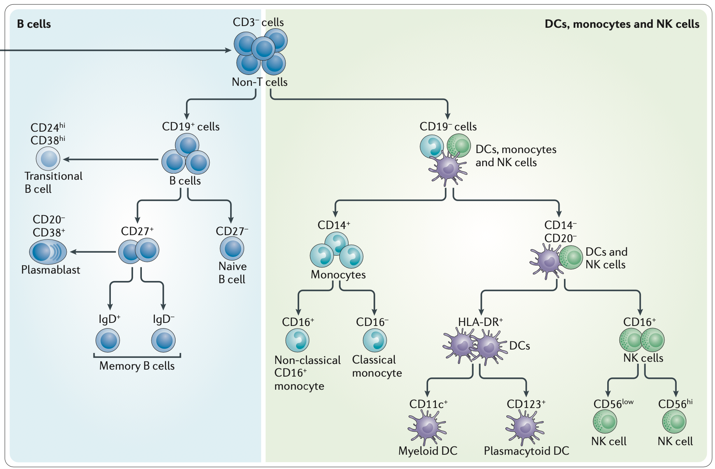 B cells
DCs, monocytes and NK cells
CD3⁻ cells
Non-T cells
CD19⁺ cells
B cells
CD24ʰⁱ
CD38ʰⁱ
Transitional
B cell
CD20⁻
CD38⁺
Plasmablast
CD27⁺
CD27⁻
Naive
B cell
IgD⁺
IgD⁻
Memory B cells
CD19⁻ cells
DCs, monocytes
and NK cells
CD14⁺
Monocytes
CD14⁻
CD20⁻
DCs and
NK cells
CD16⁺
Non-classical
CD16⁺
monocyte
CD16⁻
Classical
monocyte
HLA-DR⁺
DCs
CD16⁺
NK cells
CD11c⁺
Myeloid DC
CD123⁺
Plasmacytoid DC
CD56ˡᵒʷ
NK cell
CD56ʰⁱ
NK cell